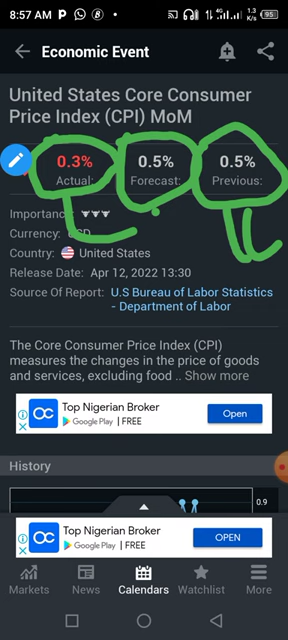 8:57 AM
4G
1.3
K/s
95
Economic Event
United States Core Consumer
Price Index (CPI) MoM
0.3%
0.5%
0.5%
Actual:
Forecast:
Previous:
Importance:
Currency: USD
Country: United States
Release Date: Apr 12, 2022 13:30
Source Of Report: U.S Bureau of Labor Statistics
- Department of Labor
The Core Consumer Price Index (CPI)
measures the changes in the price of goods
and services, excluding food .. Show more
OC
Top Nigerian Broker
Google Play | FREE
Open
History
0.9
OC
Top Nigerian Broker
Google Play | FREE
OPEN
Markets
News
Calendars
Watchlist
More